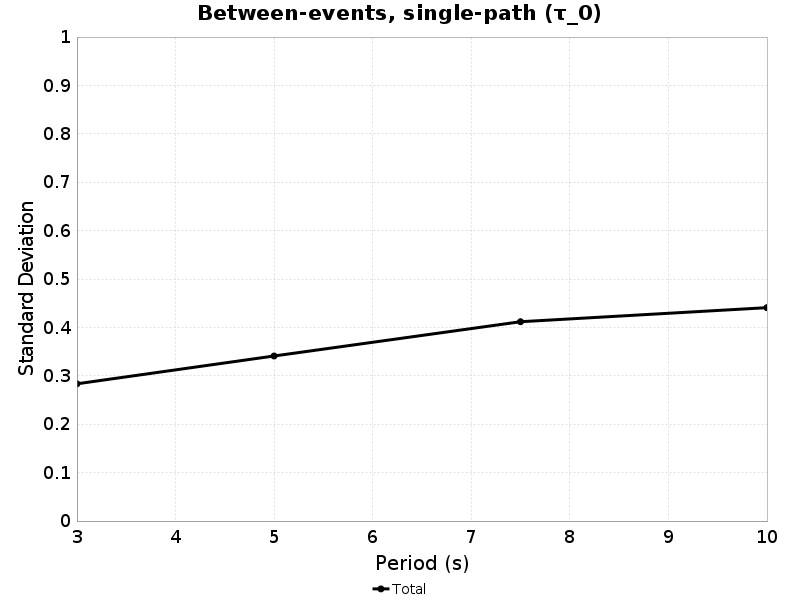 Between-events, single-path (τ_0)
1
0.9
0.8
0.7
0.6
0.5
0.4
0.3
0.2
0.1
0
Standard Deviation
3 4 5 6 7 8 9 10
Period (s)
Total